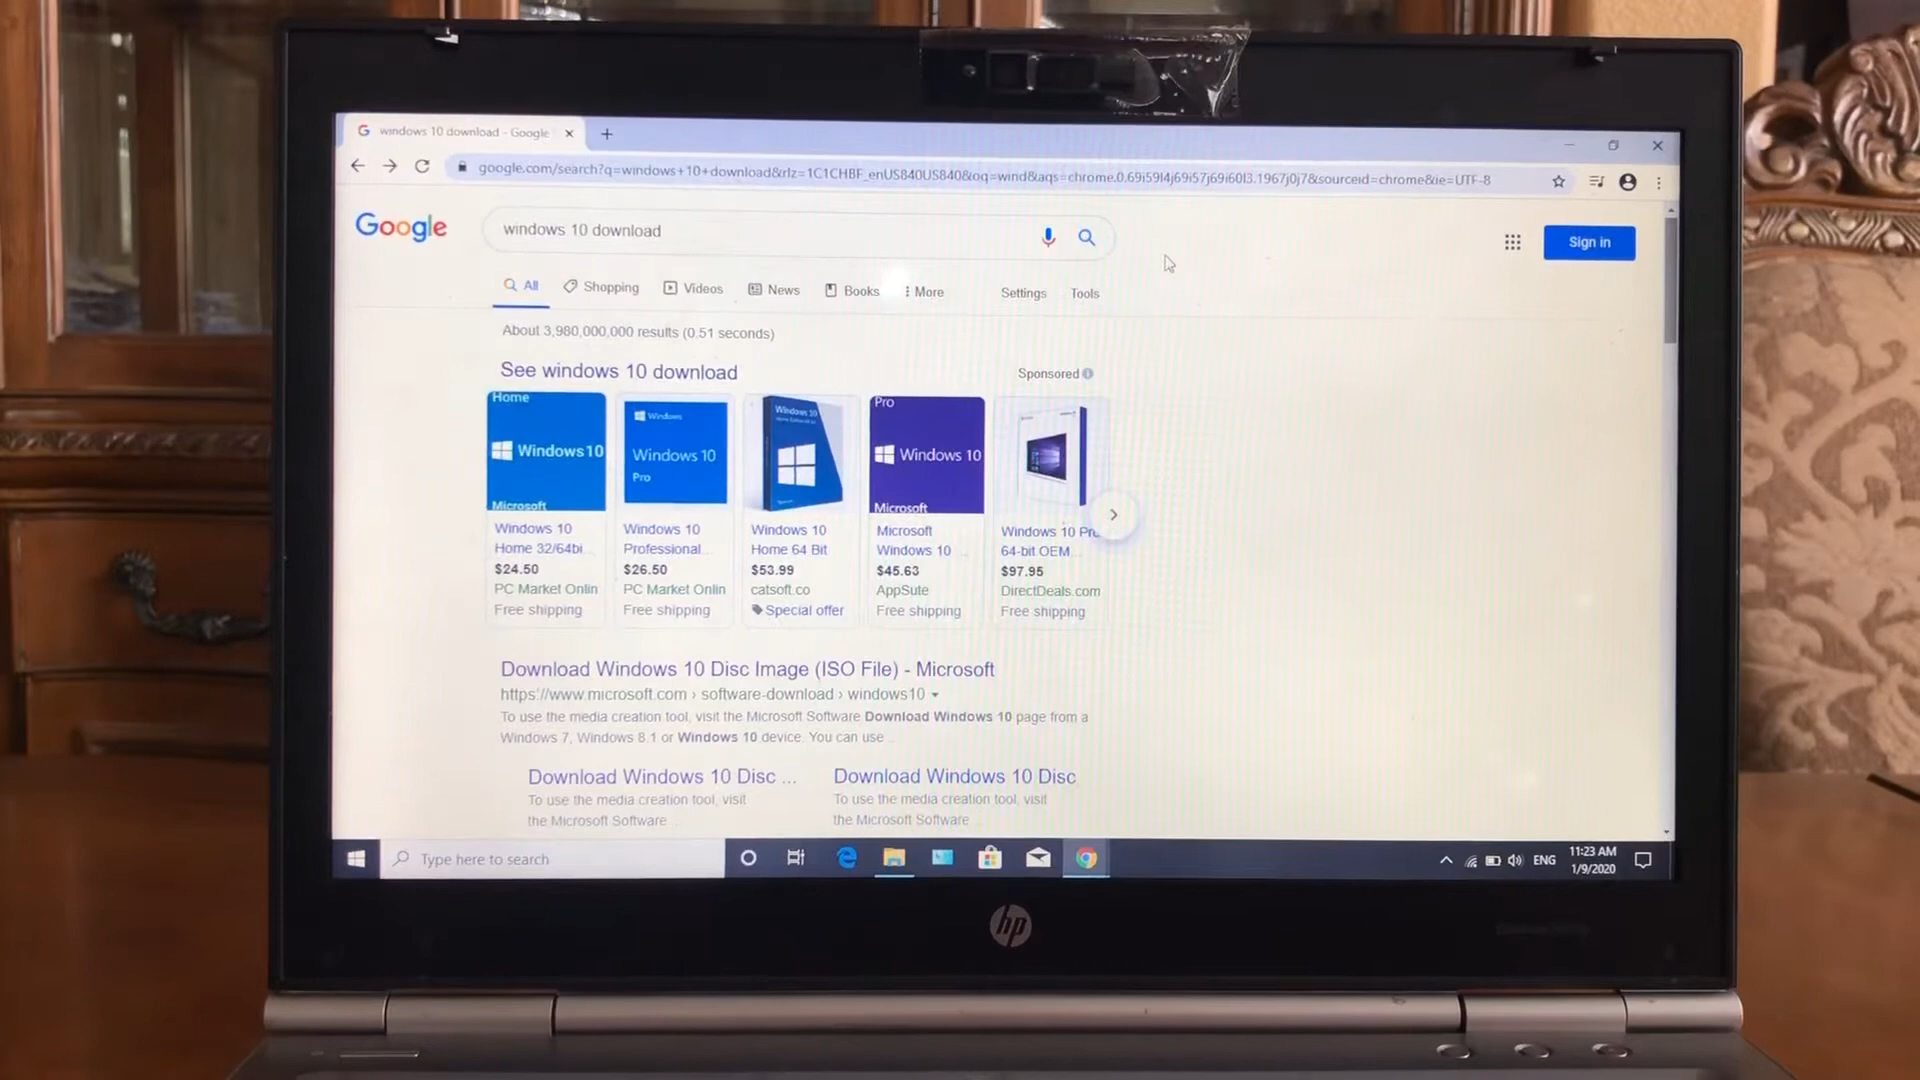 windows 10 download - Google
google.com/search?q=windows+10+download&rlz=1C1CHBF_enUS840US840&oq=wind&aqs=chrome.0.69i59l4j69i57j69i60l3.1967j0j7&sourceid=chrome&ie=UTF-8
Google
windows 10 download
Sign in
All
Shopping
Videos
News
Books
More
Settings
Tools
About 3,980,000,000 results (0.51 seconds)
See windows 10 download
Sponsored
Home
Windows 10
Microsoft
Windows
Windows 10
Pro
Windows 10
Pro
Windows 10
Microsoft
Windows 10
Home 32/64bi...
$24.50
PC Market Onlin
Free shipping
Windows 10
Professional...
$26.50
PC Market Onlin
Free shipping
Windows 10
Home 64 Bit
$53.99
catsoft.co
Special offer
Microsoft
Windows 10 ...
$45.63
AppSute
Free shipping
Windows 10 Pro
64-bit OEM...
$97.95
DirectDeals.com
Free shipping
Download Windows 10 Disc Image (ISO File) - Microsoft
https://www.microsoft.com › software-download › windows10
To use the media creation tool, visit the Microsoft Software Download Windows 10 page from a
Windows 7, Windows 8.1 or Windows 10 device. You can use ...
Download Windows 10 Disc ...
To use the media creation tool, visit
the Microsoft Software ...
Download Windows 10 Disc
To use the media creation tool, visit
the Microsoft Software
Type here to search
ENG
11:23 AM
1/9/2020
hp